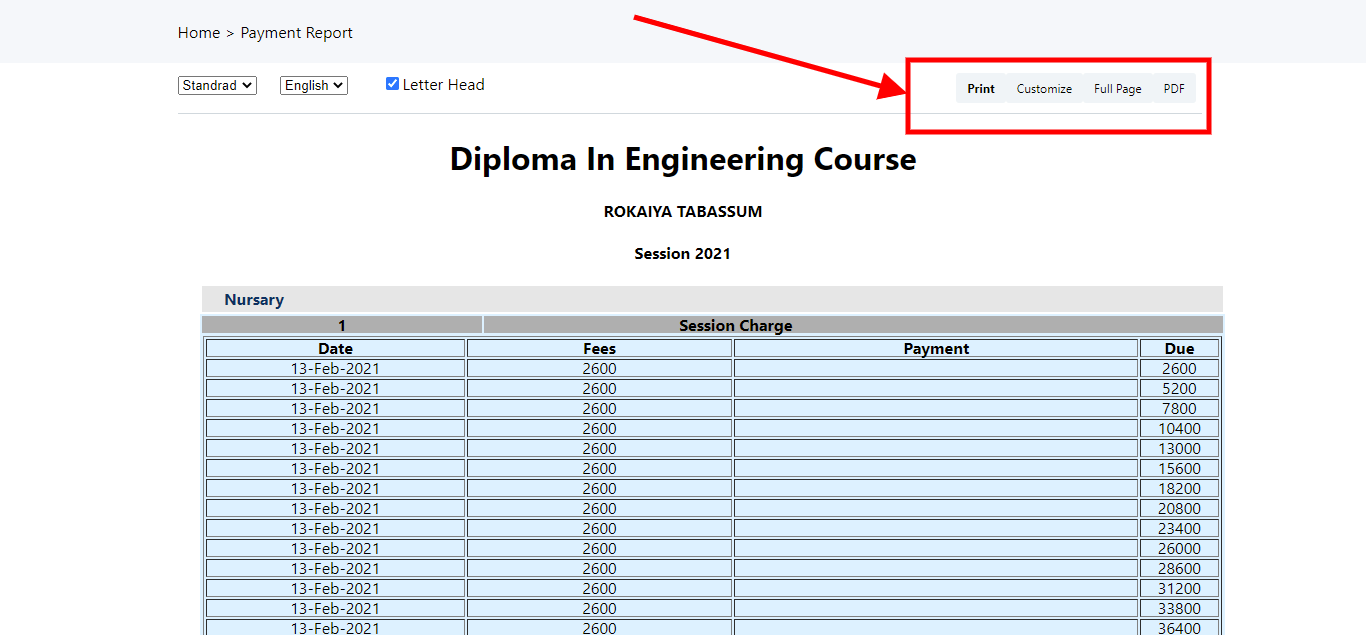 Home > Payment Report
Standrad English Letter Head Print Customize Full Page PDF
Diploma In Engineering Course
ROKAIYA TABASSUM
Session 2021
Nursary
1 Session Charge
Date Fees Payment Due
13-Feb-2021 2600 2600
13-Feb-2021 2600 5200
13-Feb-2021 2600 7800
13-Feb-2021 2600 10400
13-Feb-2021 2600 13000
13-Feb-2021 2600 15600
13-Feb-2021 2600 18200
13-Feb-2021 2600 20800
13-Feb-2021 2600 23400
13-Feb-2021 2600 26000
13-Feb-2021 2600 28600
13-Feb-2021 2600 31200
13-Feb-2021 2600 33800
13-Feb-2021 2600 36400